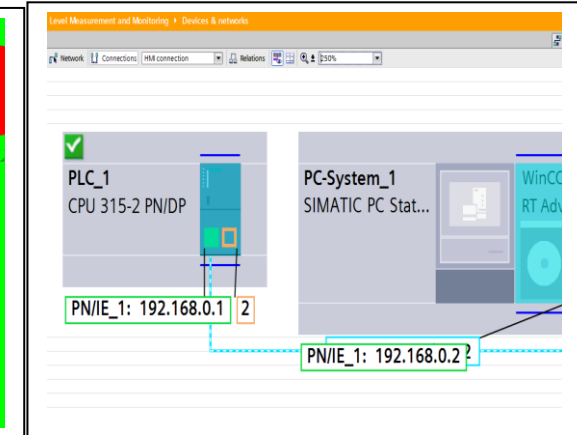 Level Measurement and Monitoring ▸ Devices & networks
Network Connections HMI connection Relations 250%
PLC_1
CPU 315-2 PN/DP
PC-System_1
SIMATIC PC Stat...
WinCC
RT Adv
PN/IE_1: 192.168.0.1 2
PN/IE_1: 192.168.0.2 2